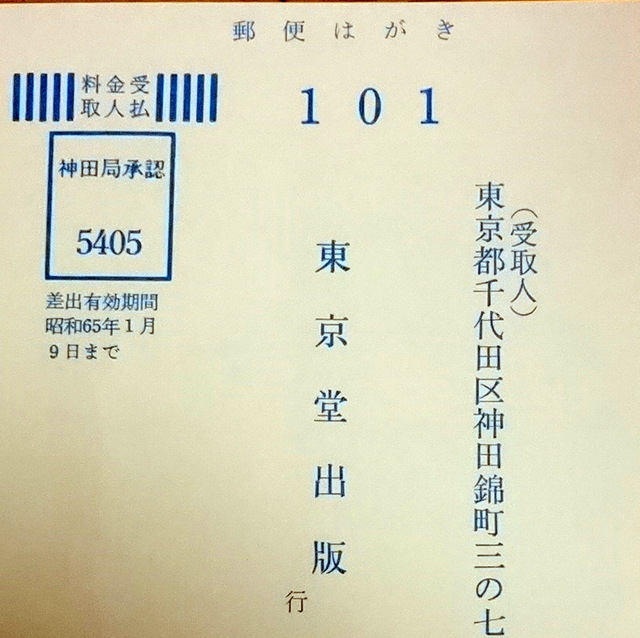 郵便はがき
料金受
取人払
神田局承認
5405
差出有効期間
昭和65年1月
9日まで
101
(受取人)
東京都千代田区神田錦町三の七
東京堂出版
行